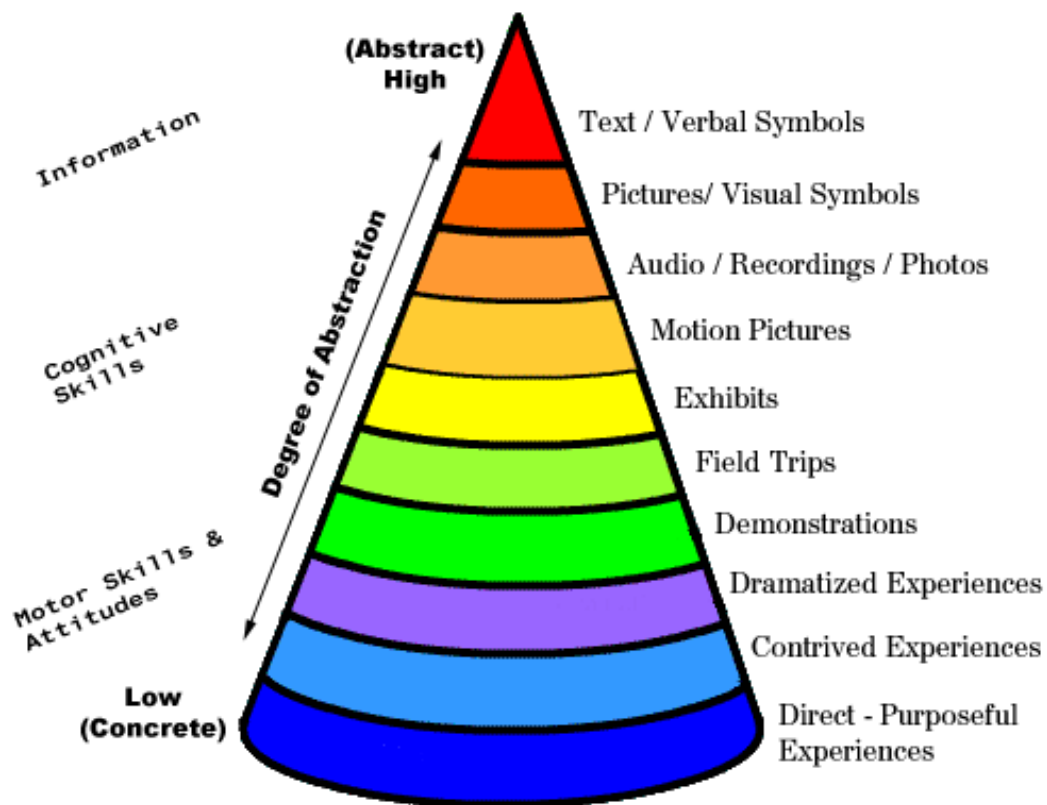 (Abstract)
High
Information
Text / Verbal Symbols
Pictures/ Visual Symbols
Audio / Recordings / Photos
Motion Pictures
Cognitive
Skills
Degree of Abstraction
Exhibits
Field Trips
Demonstrations
Motor Skills &
Attitudes
Dramatized Experiences
Contrived Experiences
Low
(Concrete)
Direct - Purposeful
Experiences